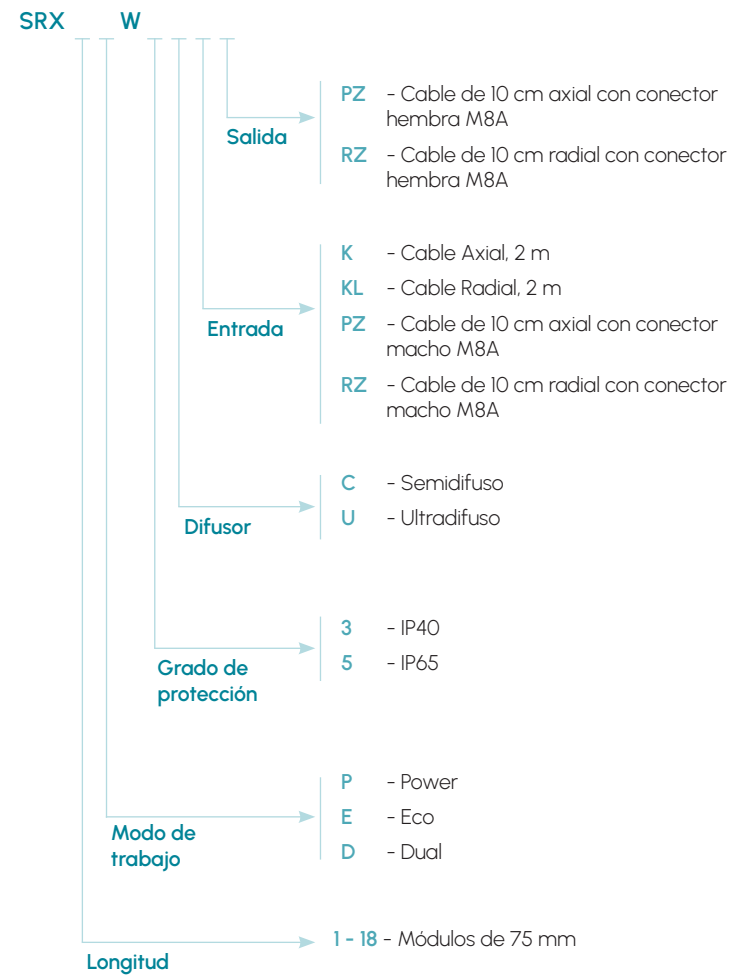 SRX W
PZ - Cable de 10 cm axial con conector
hembra M8A
Salida
RZ - Cable de 10 cm radial con conector
hembra M8A
K - Cable Axial, 2 m
KL - Cable Radial, 2 m
Entrada
PZ - Cable de 10 cm axial con conector
macho M8A
RZ - Cable de 10 cm radial con conector
macho M8A
C - Semidifuso
U - Ultradifuso
Difusor
3 - IP40
5 - IP65
Grado de
protección
P - Power
E - Eco
D - Dual
Modo de
trabajo
1 - 18 - Módulos de 75 mm
Longitud